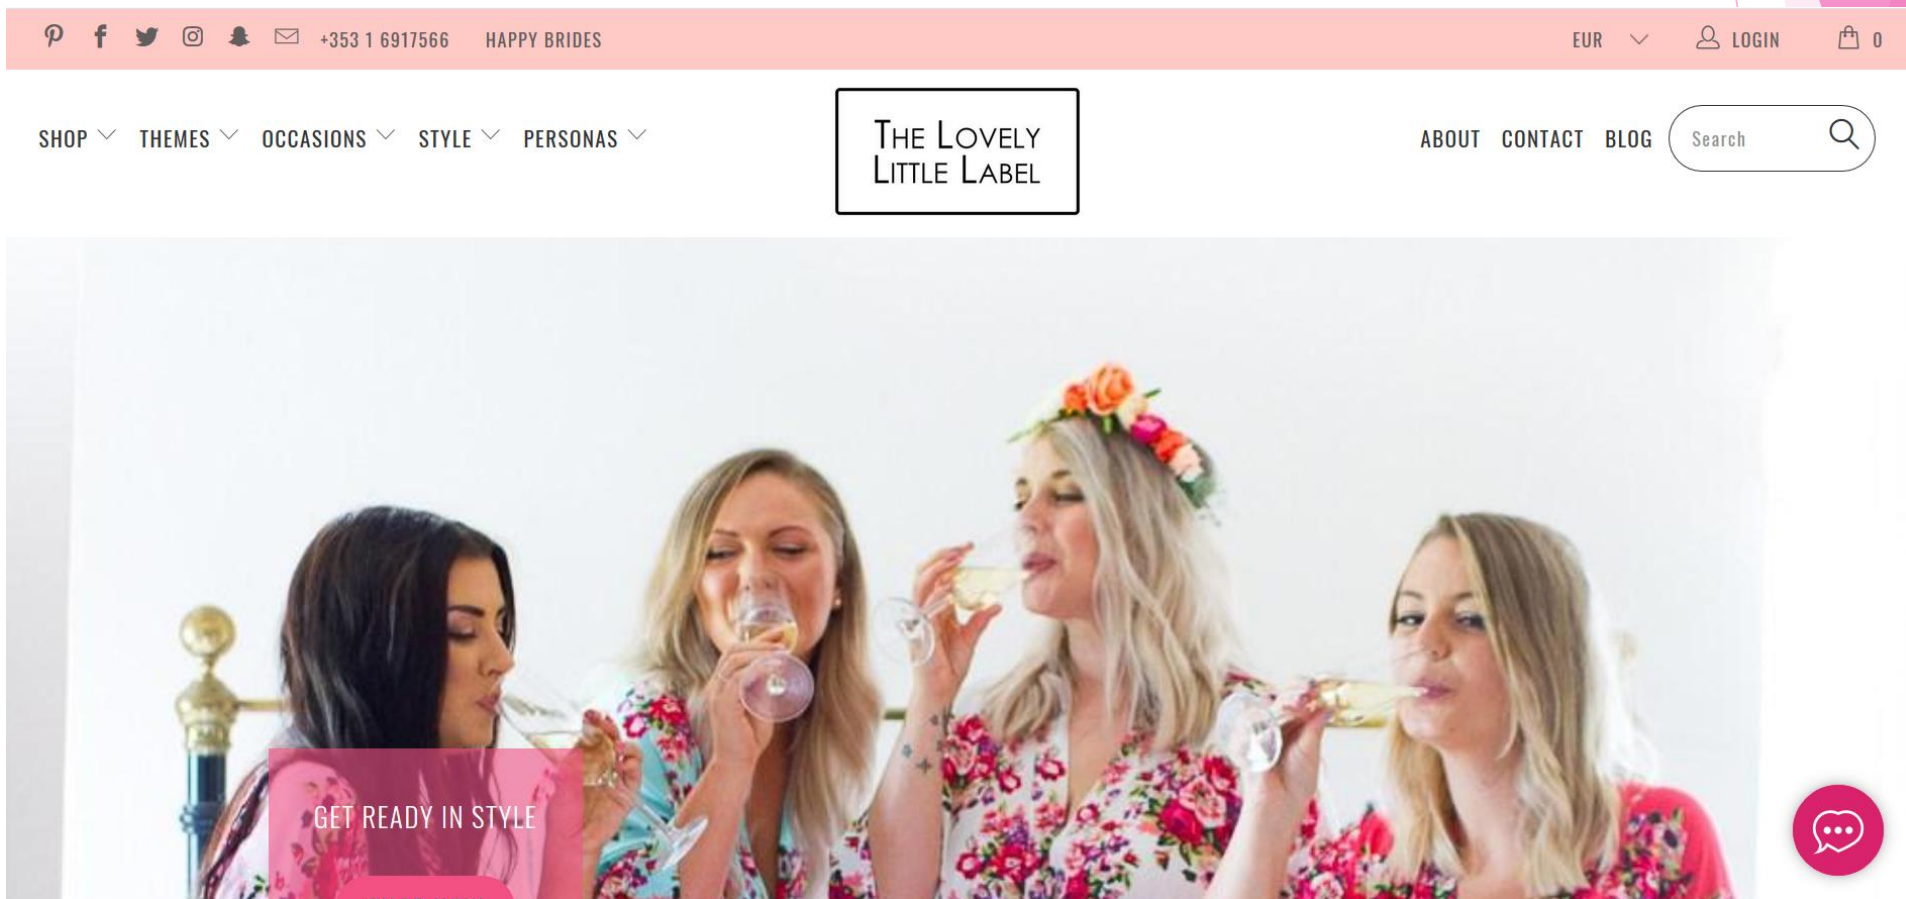 +353 1 6917566 HAPPY BRIDES EUR LOGIN 0
SHOP THEMES OCCASIONS STYLE PERSONAS
THE LOVELY
LITTLE LABEL
ABOUT CONTACT BLOG Search
GET READY IN STYLE